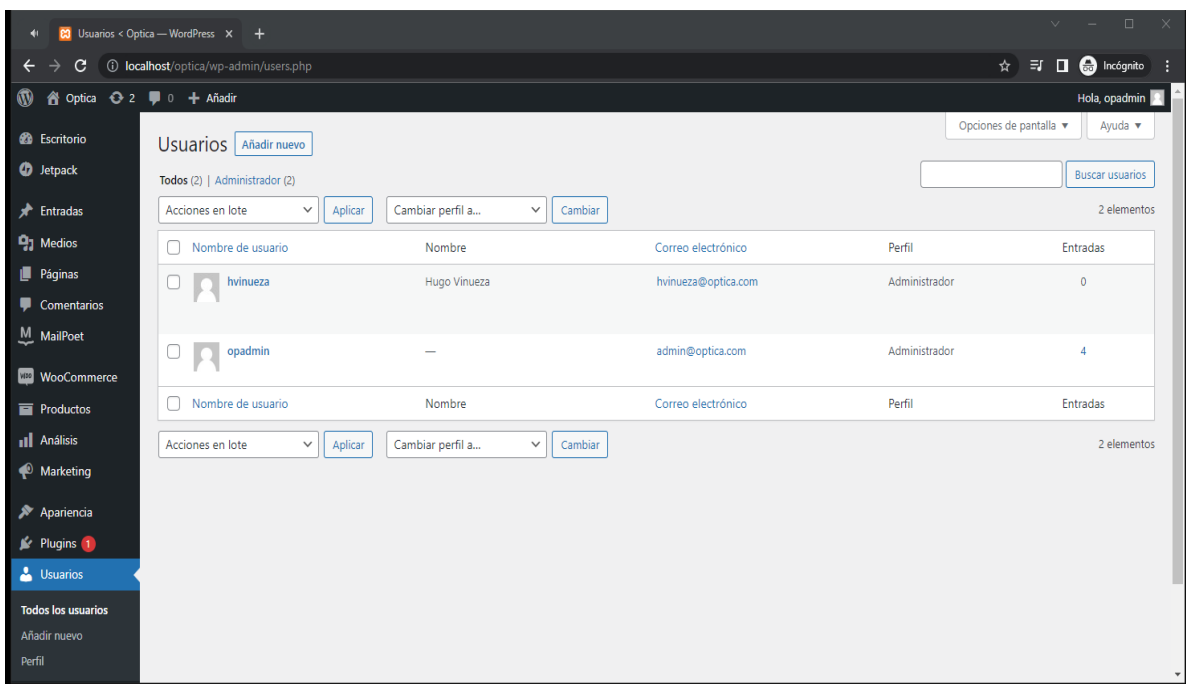 Usuarios < Optica — WordPress
localhost/optica/wp-admin/users.php
Incógnito
Optica 2 0 Añadir
Hola, opadmin
Escritorio
Jetpack
Entradas
Medios
Páginas
Comentarios
MailPoet
WooCommerce
Productos
Análisis
Marketing
Apariencia
Plugins 1
Usuarios
Todos los usuarios
Añadir nuevo
Perfil
Opciones de pantalla ▼ Ayuda ▼
Usuarios Añadir nuevo
Todos (2) | Administrador (2)
Buscar usuarios
Acciones en lote Aplicar Cambiar perfil a... Cambiar 2 elementos
Nombre de usuario Nombre Correo electrónico Perfil Entradas
hvinueza Hugo Vinueza hvinueza@optica.com Administrador 0
opadmin — admin@optica.com Administrador 4
Nombre de usuario Nombre Correo electrónico Perfil Entradas
Acciones en lote Aplicar Cambiar perfil a... Cambiar 2 elementos